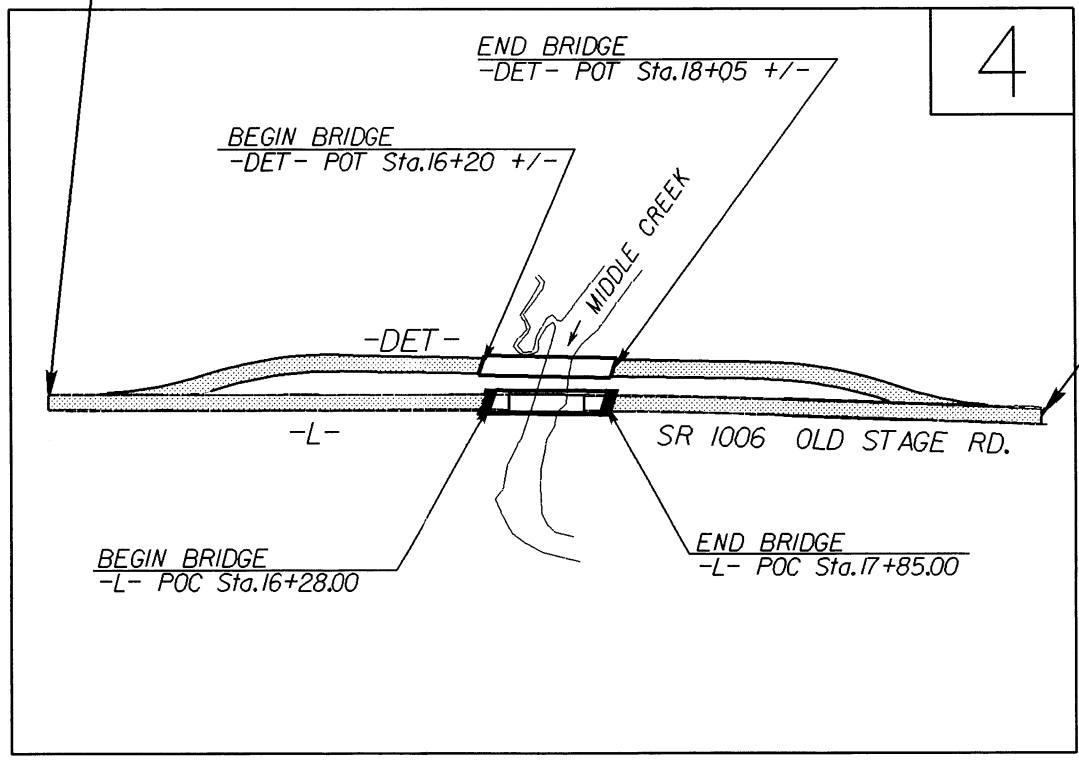 4
END BRIDGE
-DET- POT Sta.18+05 +/-
BEGIN BRIDGE
-DET- POT Sta.16+20 +/-
MIDDLE CREEK
-DET-
-L-
SR 1006 OLD STAGE RD.
BEGIN BRIDGE
-L- POC Sta.16+28.00
END BRIDGE
-L- POC Sta.17+85.00